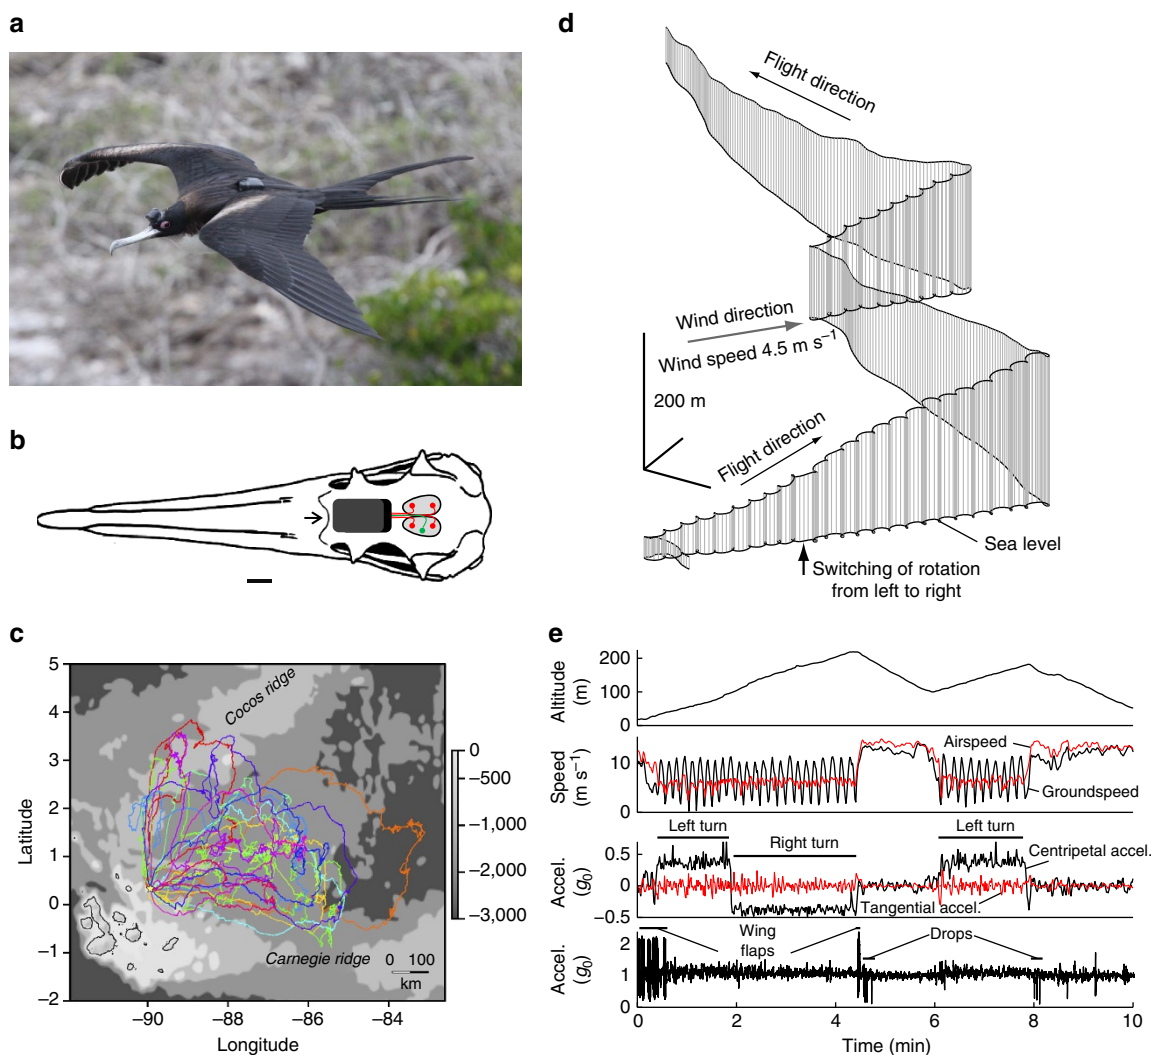 a
b
c
5
4
3
2
1
0
−1
−2
Latitude
−90
−88
−86
−84
Longitude
Cocos ridge
Carnegie ridge
0 100
km
0
−500
−1,000
−2,000
−3,000
d
Flight direction
Wind direction
Wind speed 4.5 m s⁻¹
200 m
Flight direction
Sea level
Switching of rotation
from left to right
e
Altitude
(m)
200
100
0
Speed
(m s⁻¹)
10
0
Airspeed
Groundspeed
Accel.
(g₀)
0.5
0
−0.5
Left turn
Right turn
Left turn
Centripetal accel.
Tangential accel.
Accel.
(g₀)
2
1
0
Wing
flaps
Drops
0
2
4
6
8
10
Time (min)